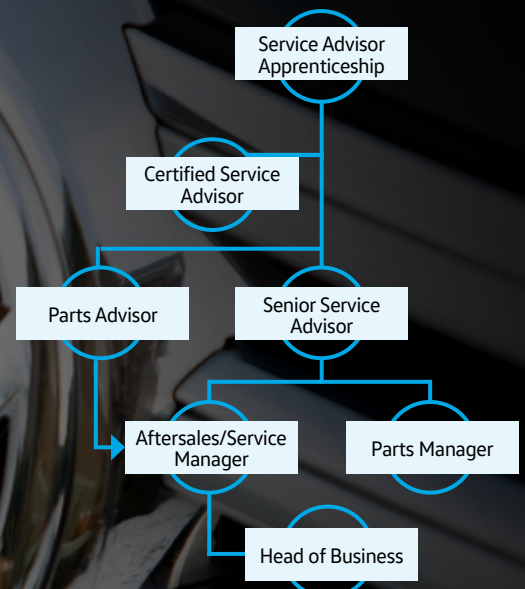 Service Advisor
Apprenticeship
Certified Service
Advisor
Parts Advisor
Senior Service
Advisor
Aftersales/Service
Manager
Parts Manager
Head of Business